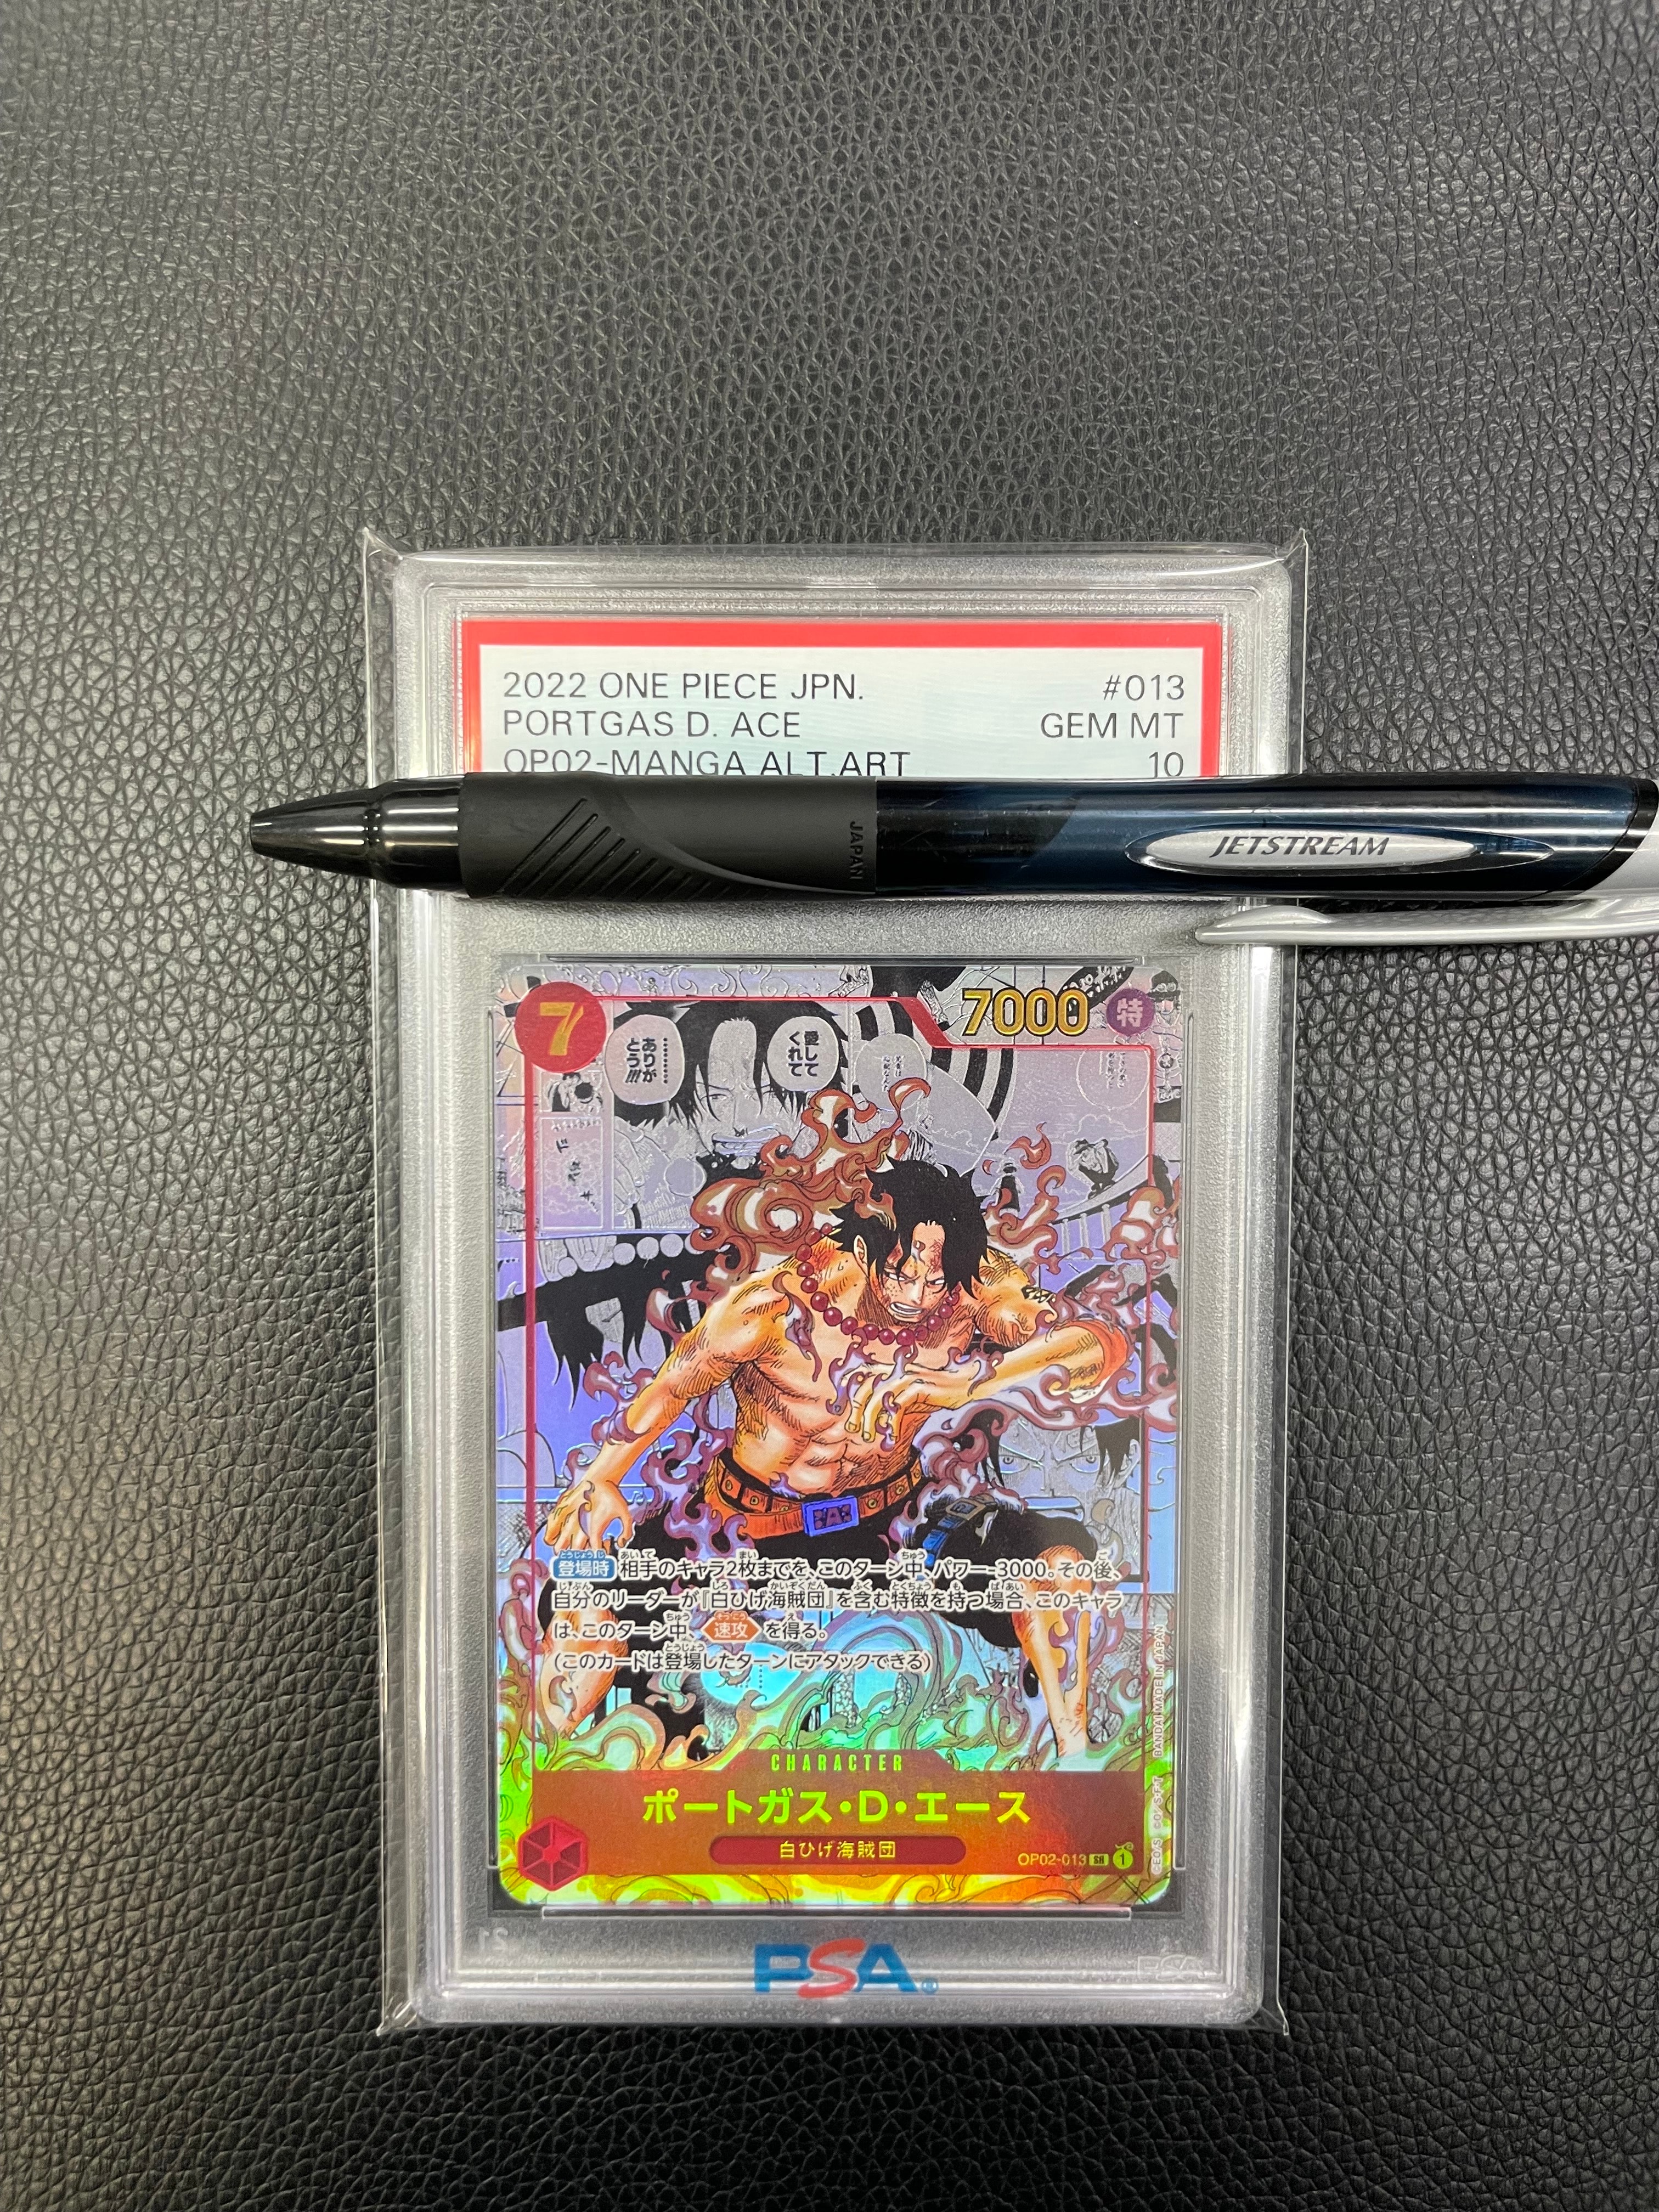 2022 ONE PIECE JPN. #013
PORTGAS D. ACE GEM MT
OP02-MANGA ALT.ART 10
JAPAN
JETSTREAM
7
7000
特
愛して
くれて
………
ありが
とう!!!
登場時 相手のキャラ2枚までを、このターン中、パワー-3000。その後、
自分のリーダーが『白ひげ海賊団』を含む特徴を持つ場合、このキャラ
は、このターン中、速攻を得る。
(このカードは登場したターンにアタックできる)
CHARACTER
ポートガス・D・エース
白ひげ海賊団
OP02-013 SR 1
BANDAI MADE IN JAPAN
PSA